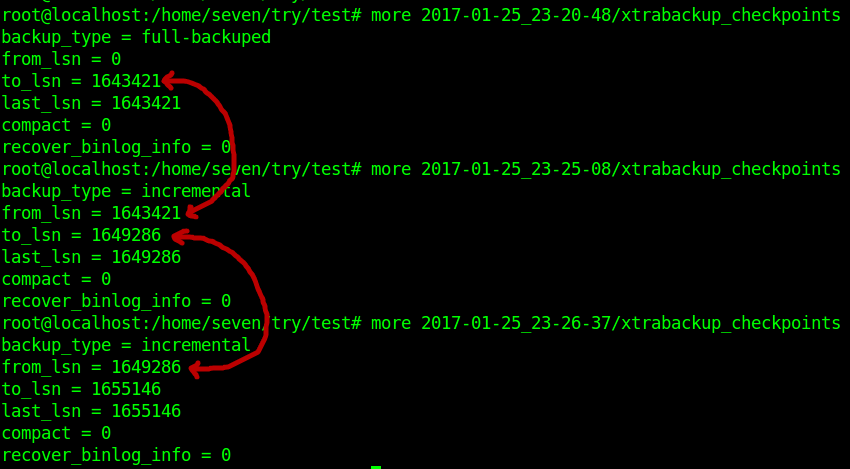 root@localhost:/home/seven/try/test# more 2017-01-25_23-20-48/xtrabackup_checkpoints
backup_type = full-backuped
from_lsn = 0
to_lsn = 1643421
last_lsn = 1643421
compact = 0
recover_binlog_info = 0
root@localhost:/home/seven/try/test# more 2017-01-25_23-25-08/xtrabackup_checkpoints
backup_type = incremental
from_lsn = 1643421
to_lsn = 1649286
last_lsn = 1649286
compact = 0
recover_binlog_info = 0
root@localhost:/home/seven/try/test# more 2017-01-25_23-26-37/xtrabackup_checkpoints
backup_type = incremental
from_lsn = 1649286
to_lsn = 1655146
last_lsn = 1655146
compact = 0
recover_binlog_info = 0